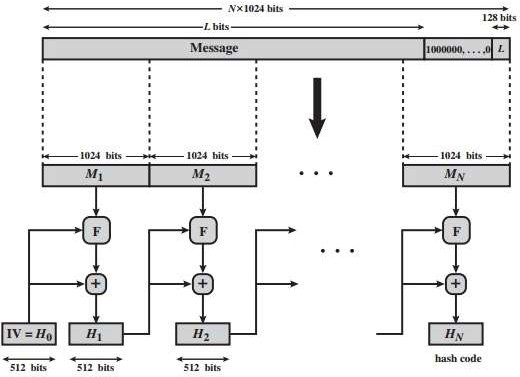 N×1024 bits
128 bits
L bits
Message 1000000, . . . ,0 L
1024 bits 1024 bits 1024 bits
M1 M2 . . . MN
F F F
. . .
+ + +
IV = H0 H1 H2 HN
512 bits 512 bits 512 bits
hash code